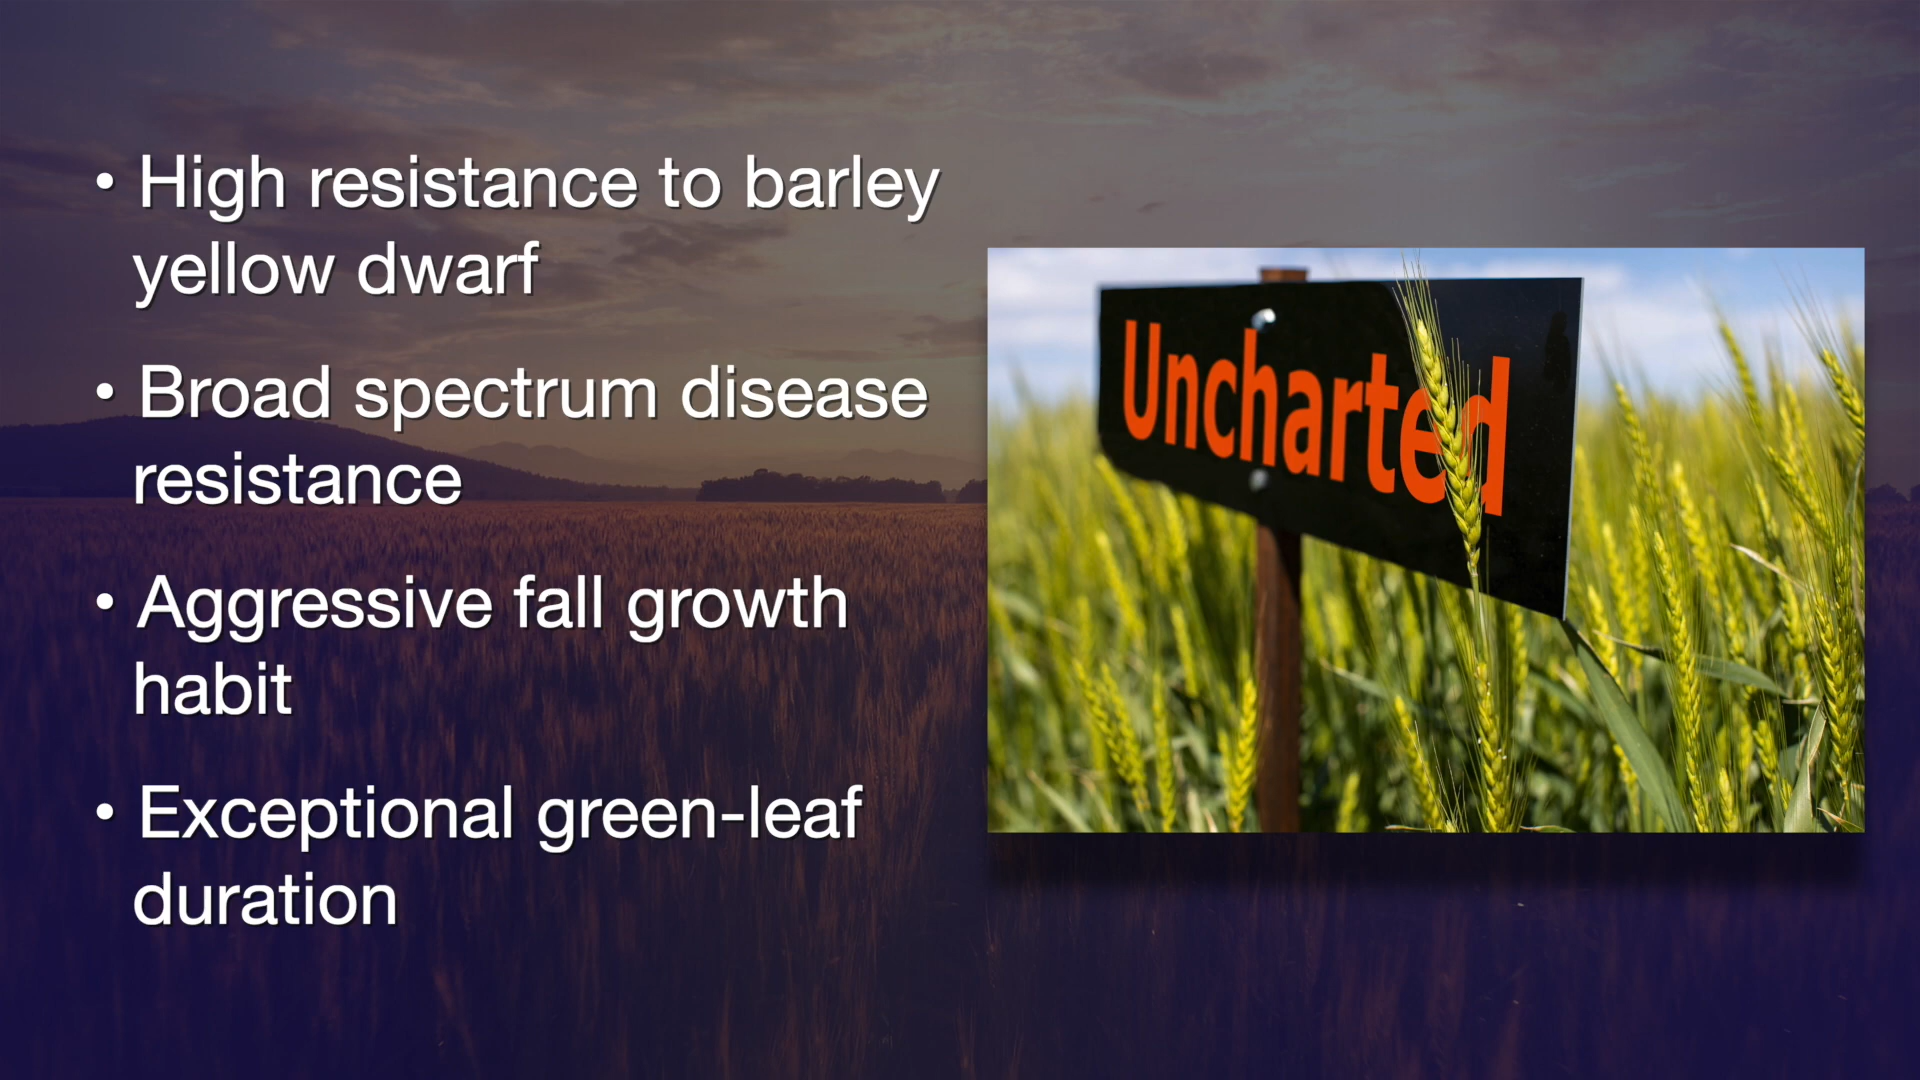 • High resistance to barley
yellow dwarf
• Broad spectrum disease
resistance
• Aggressive fall growth
habit
• Exceptional green-leaf
duration
Uncharted